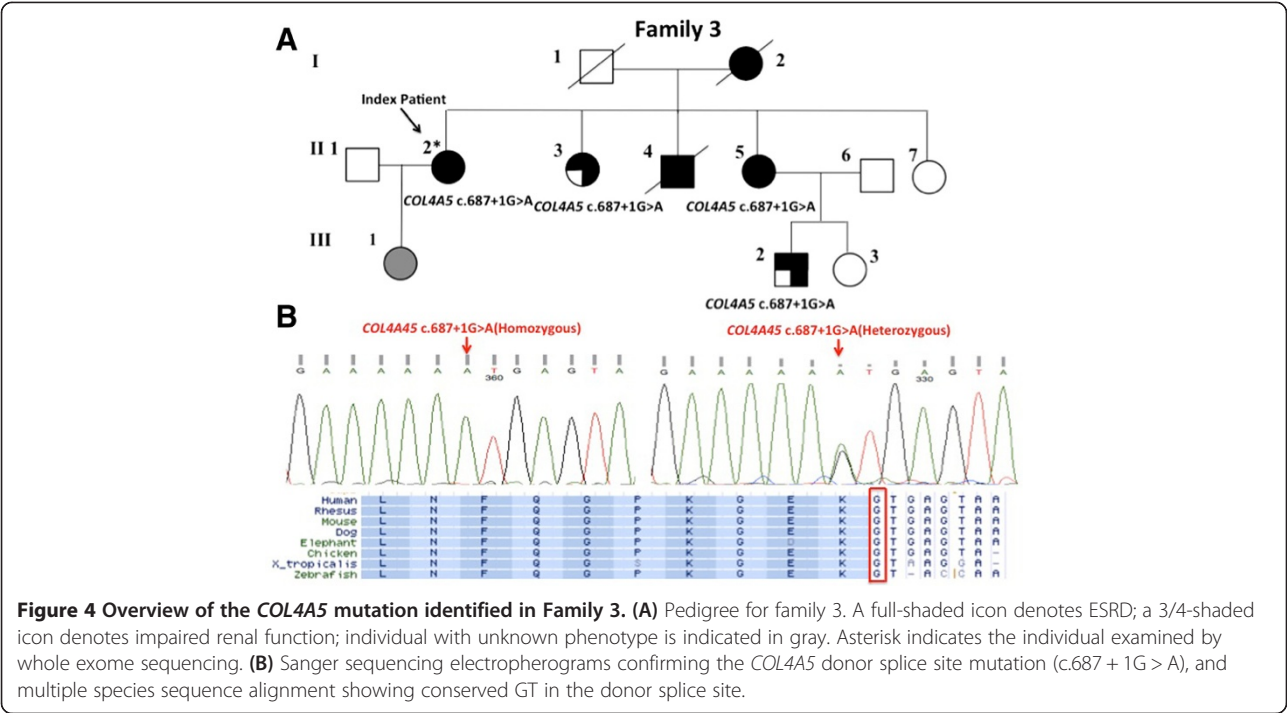 A
Family 3
I
1
2
Index Patient
II 1
2*
3
4
5
6
7
COL4A5 c.687+1G>A
COL4A5 c.687+1G>A
COL4A5 c.687+1G>A
III
1
2
3
COL4A5 c.687+1G>A
B
COL4A45 c.687+1G>A(Homozygous)
COL4A45 c.687+1G>A(Heterozygous)
G A A A A A A T G A G T A
360
G A A A A A A T G A G T A
330
Human L N F Q G P K G E K G T G A G T A A
Rhesus L N F Q G P K G E K G T G A G T A A
Mouse L N F Q G P K G E K G T G A G T A A
Dog L N F Q G P K G E K G T G A G T A A
Elephant L N F Q G P K G D K G T G A G T A A
Chicken L N F Q G P K G E K G T G A G T A -
X_tropicalis L N F Q G S K G E K G T A A G G A -
Zebrafish L N F Q G P K G E K G T - A C C A A
Figure 4 Overview of the COL4A5 mutation identified in Family 3. (A) Pedigree for family 3. A full-shaded icon denotes ESRD; a 3/4-shaded
icon denotes impaired renal function; individual with unknown phenotype is indicated in gray. Asterisk indicates the individual examined by
whole exome sequencing. (B) Sanger sequencing electropherograms confirming the COL4A5 donor splice site mutation (c.687 + 1G > A), and
multiple species sequence alignment showing conserved GT in the donor splice site.